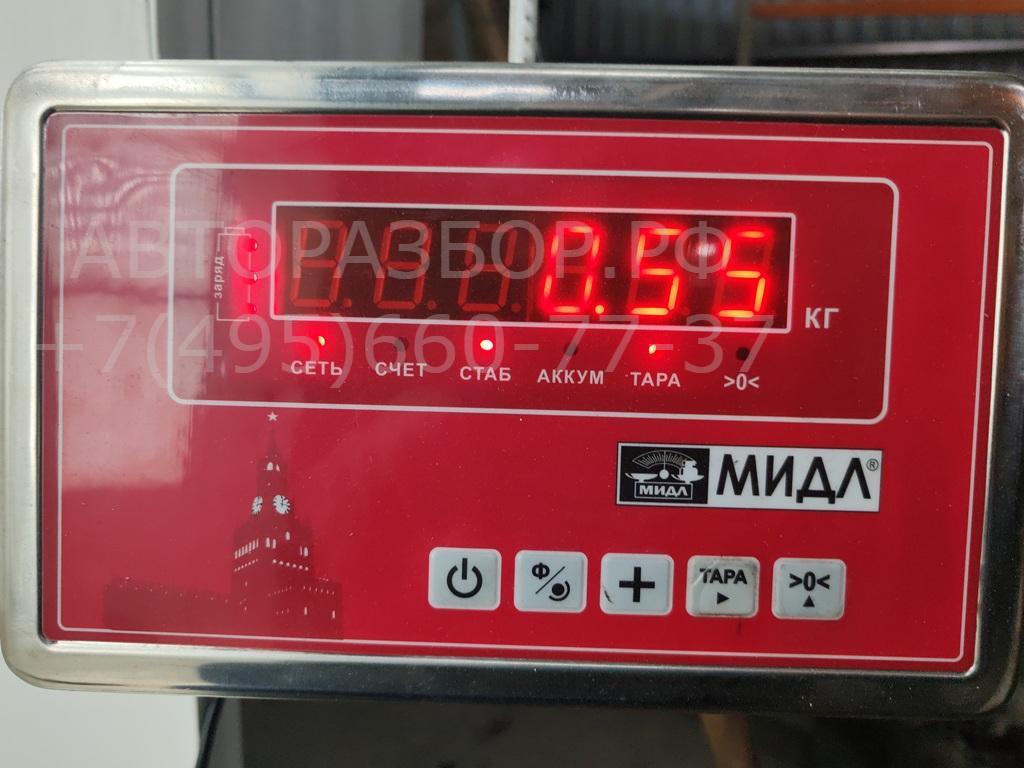 АВТОРАЗБОР.РФ
+7(495)660-77-37
заряд
0.55
КГ
СЕТЬ СЧЕТ СТАБ АККУМ ТАРА >0<
МИДЛ МИДЛ®
Ф ТАРА >0<